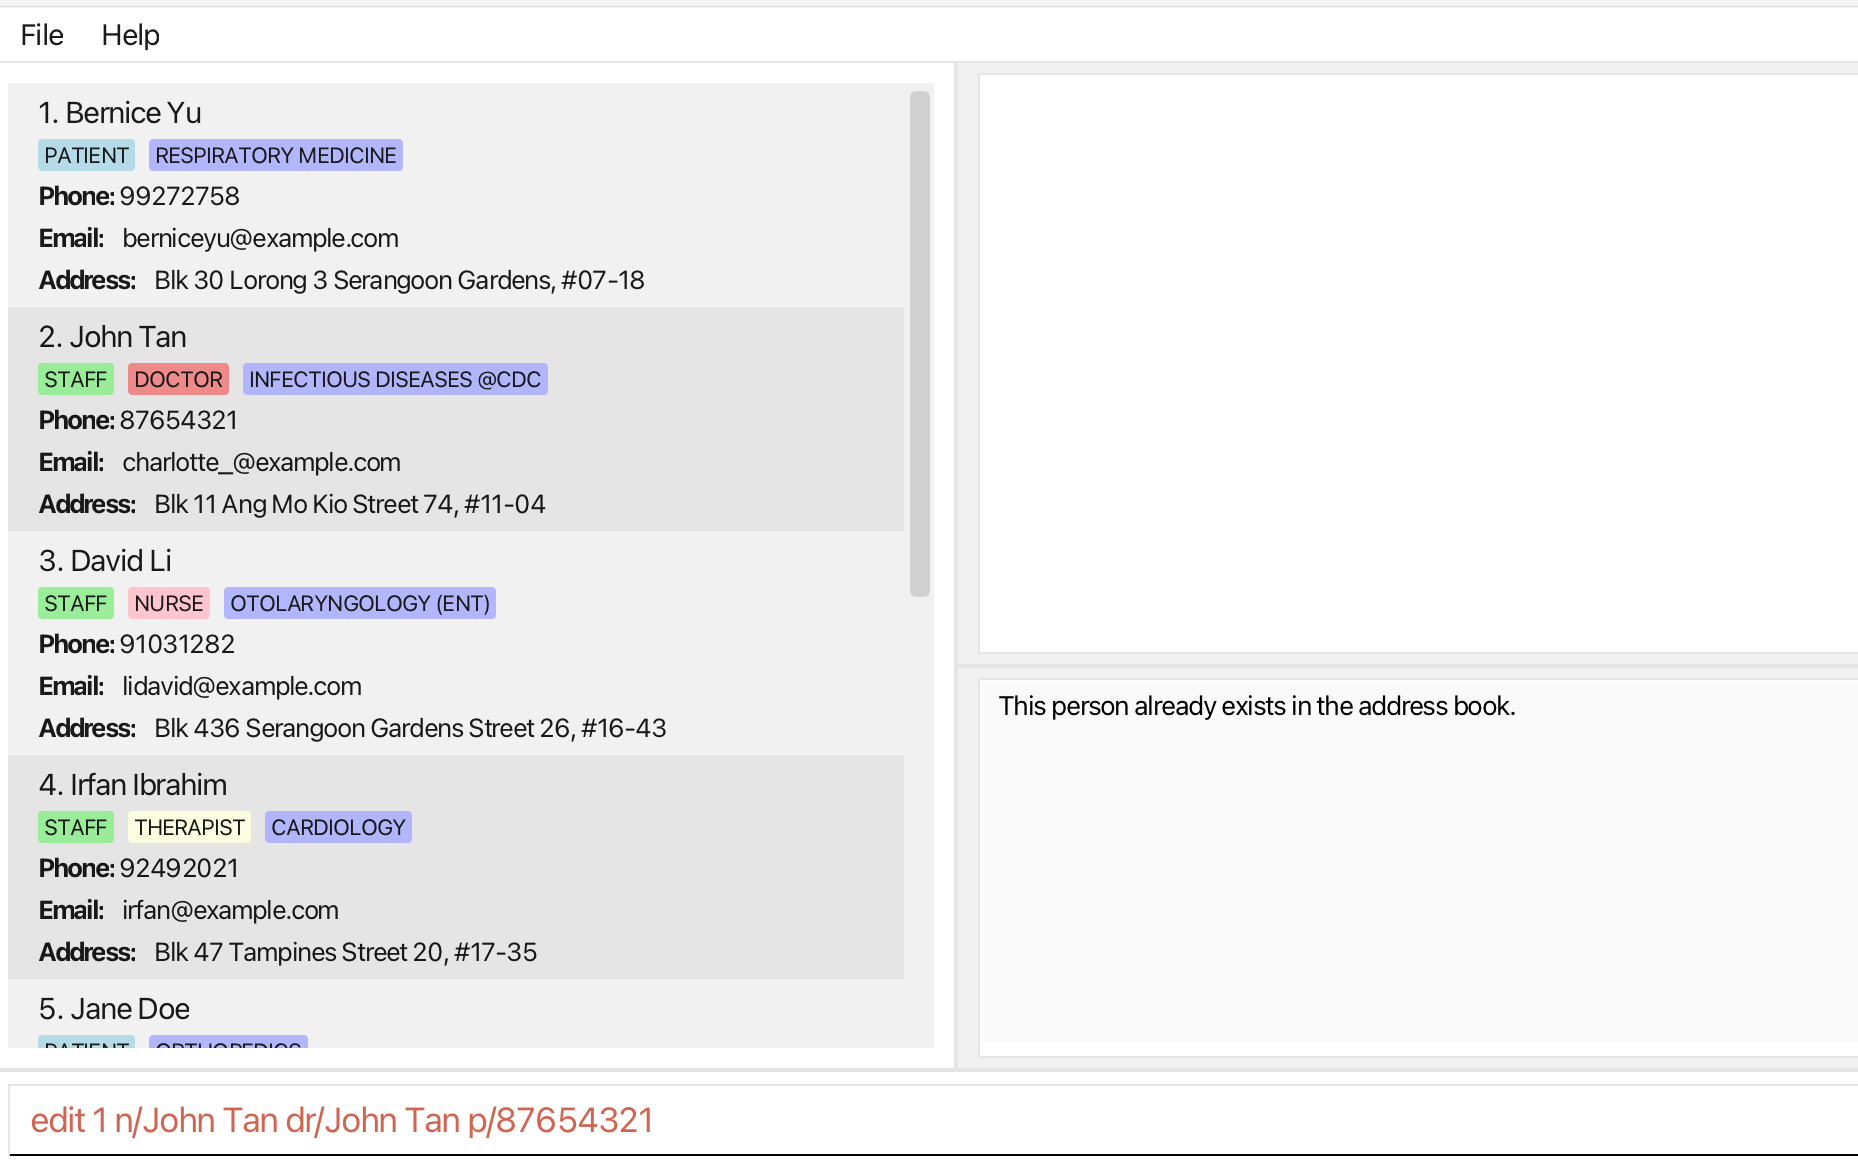 File Help
1. Bernice Yu
PATIENT RESPIRATORY MEDICINE
Phone: 99272758
Email: berniceyu@example.com
Address: Blk 30 Lorong 3 Serangoon Gardens, #07-18
2. John Tan
STAFF DOCTOR INFECTIOUS DISEASES @CDC
Phone: 87654321
Email: charlotte_@example.com
Address: Blk 11 Ang Mo Kio Street 74, #11-04
3. David Li
STAFF NURSE OTOLARYNGOLOGY (ENT)
Phone: 91031282
Email: lidavid@example.com
Address: Blk 436 Serangoon Gardens Street 26, #16-43
4. Irfan Ibrahim
STAFF THERAPIST CARDIOLOGY
Phone: 92492021
Email: irfan@example.com
Address: Blk 47 Tampines Street 20, #17-35
5. Jane Doe
PATIENT ORTHOPEDICS
This person already exists in the address book.
edit 1 n/John Tan dr/John Tan p/87654321